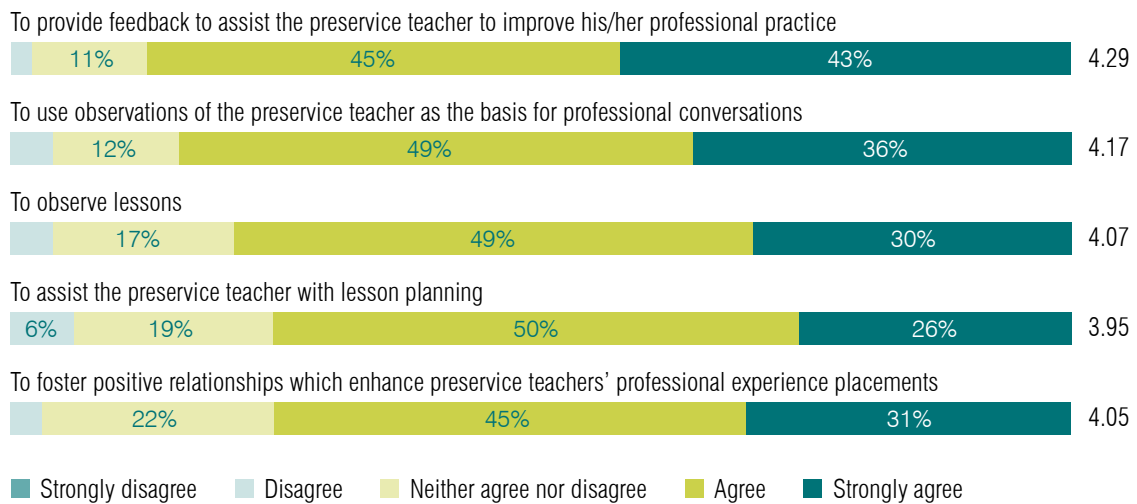 To provide feedback to assist the preservice teacher to improve his/her professional practice
11% 45% 43% 4.29
To use observations of the preservice teacher as the basis for professional conversations
12% 49% 36% 4.17
To observe lessons
17% 49% 30% 4.07
To assist the preservice teacher with lesson planning
6% 19% 50% 26% 3.95
To foster positive relationships which enhance preservice teachers’ professional experience placements
22% 45% 31% 4.05
Strongly disagree Disagree Neither agree nor disagree Agree Strongly agree